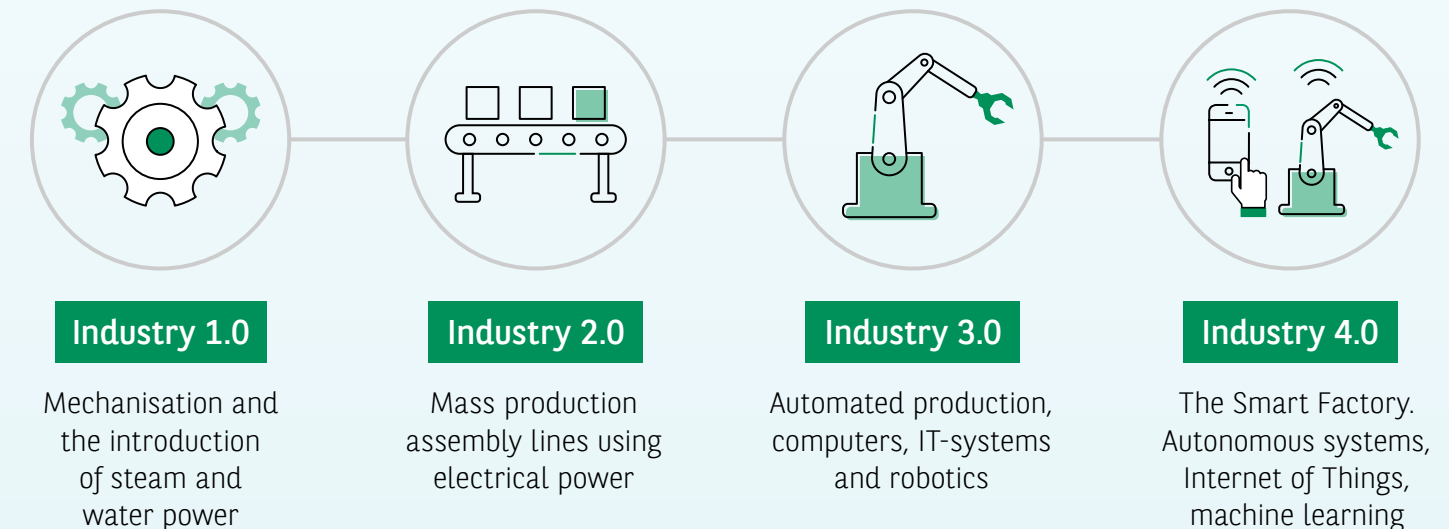 Industry 1.0
Mechanisation and
the introduction
of steam and
water power
Industry 2.0
Mass production
assembly lines using
electrical power
Industry 3.0
Automated production,
computers, IT-systems
and robotics
Industry 4.0
The Smart Factory.
Autonomous systems,
Internet of Things,
machine learning